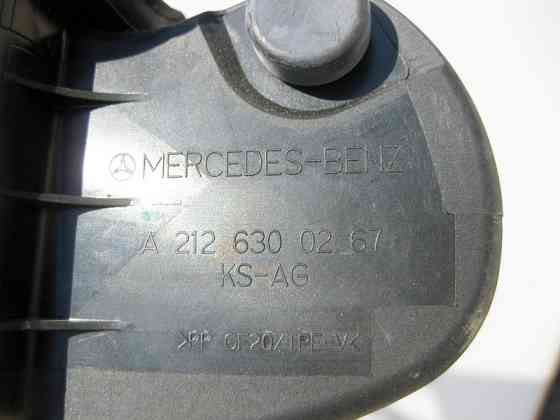 MERCEDES-BENZ
A 212 630 02 67
KS-AG